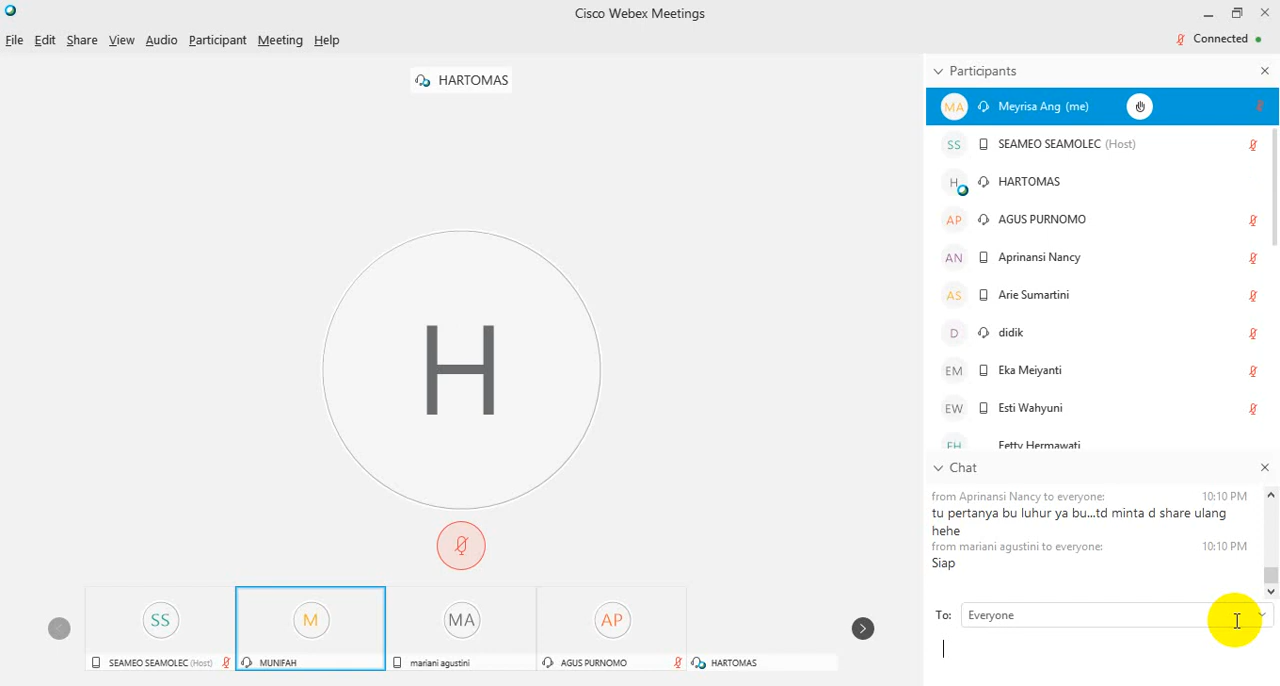 Cisco Webex Meetings
File Edit Share View Audio Participant Meeting Help
Connected
HARTOMAS
H
SS
SEAMEO SEAMOLEC (Host)
M
MUNIFAH
MA
mariani agustini
AP
AGUS PURNOMO
HARTOMAS
Participants
MA Meyrisa Ang (me)
SS SEAMEO SEAMOLEC (Host)
H HARTOMAS
AP AGUS PURNOMO
AN Aprinansi Nancy
AS Arie Sumartini
D didik
EM Eka Meiyanti
EW Esti Wahyuni
FH Fetty Hermawati
Chat
from Aprinansi Nancy to everyone: 10:10 PM
tu pertanya bu luhur ya bu...td minta d share ulang
hehe
from mariani agustini to everyone: 10:10 PM
Siap
To: Everyone